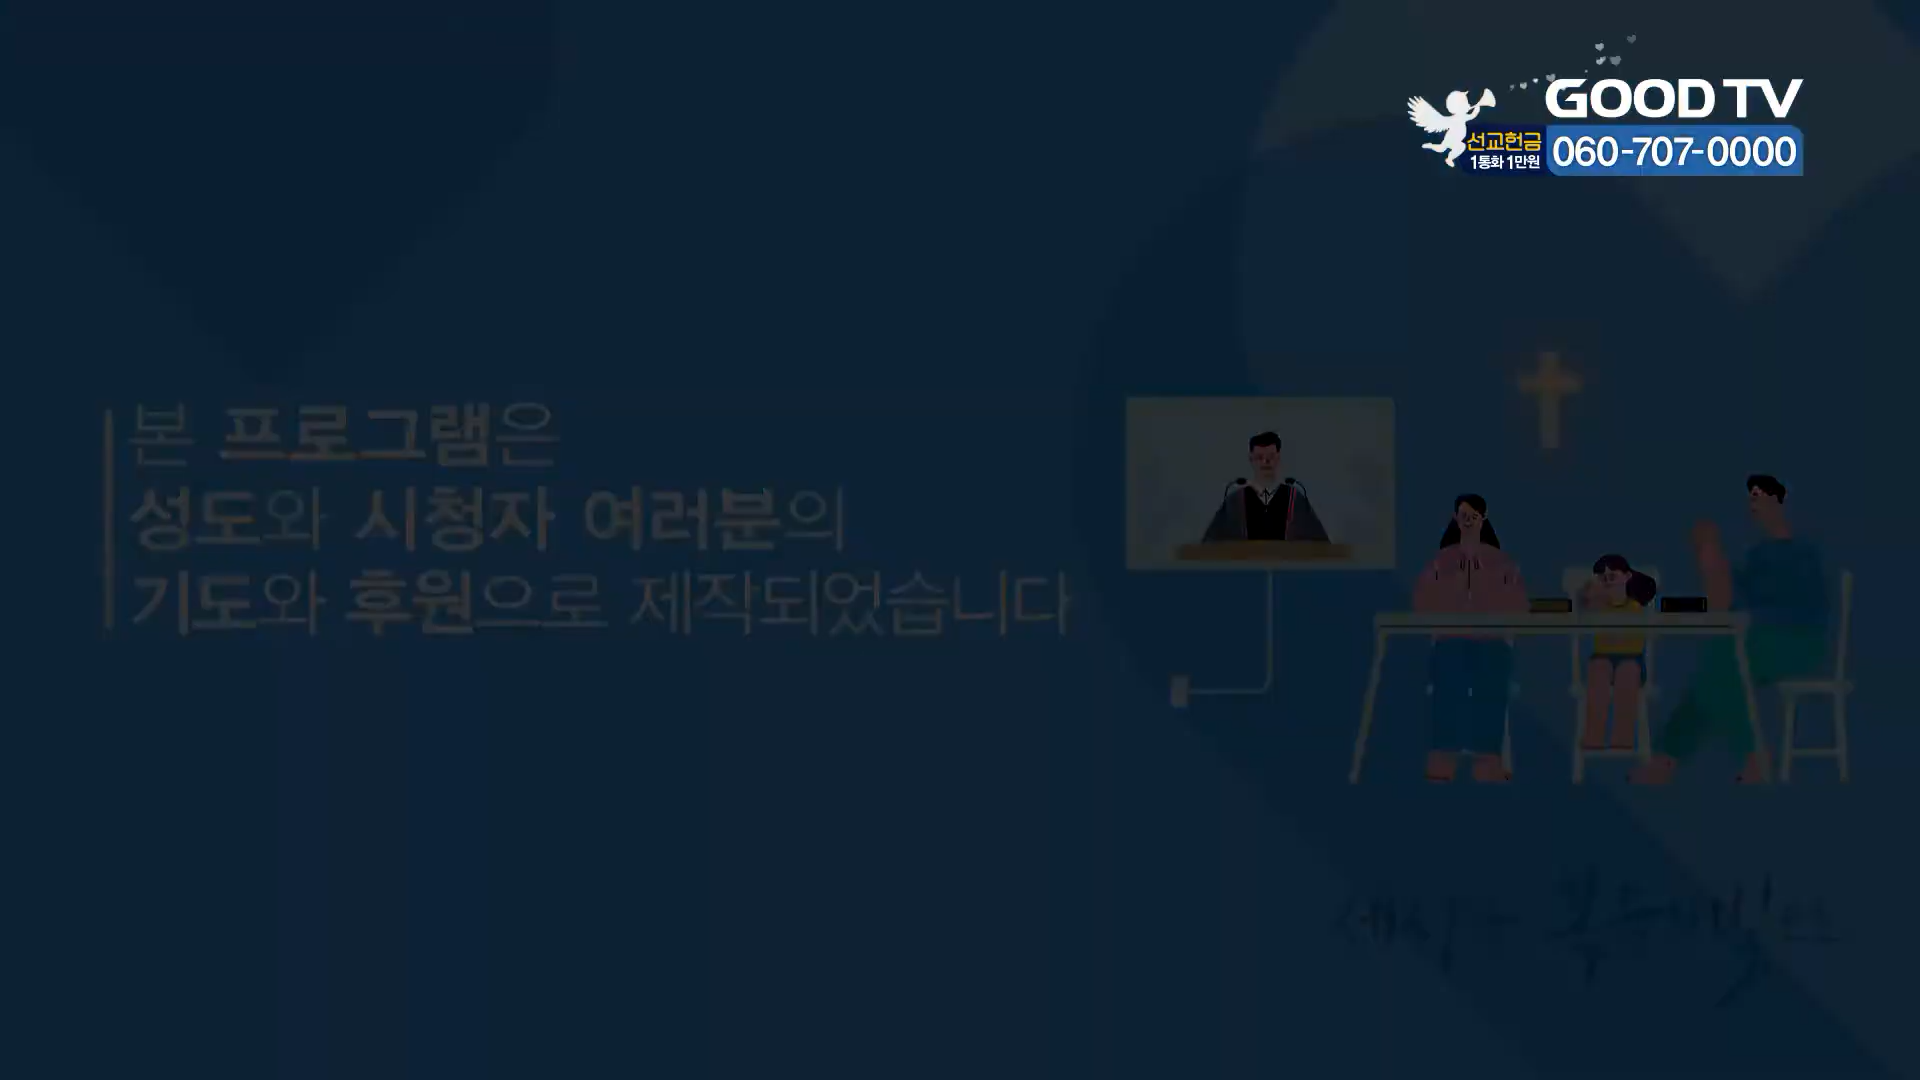 GOOD TV
선교헌금
1통화 1만원
060-707-0000
본 프로그램은
성도와 시청자 여러분의
기도와 후원으로 제작되었습니다